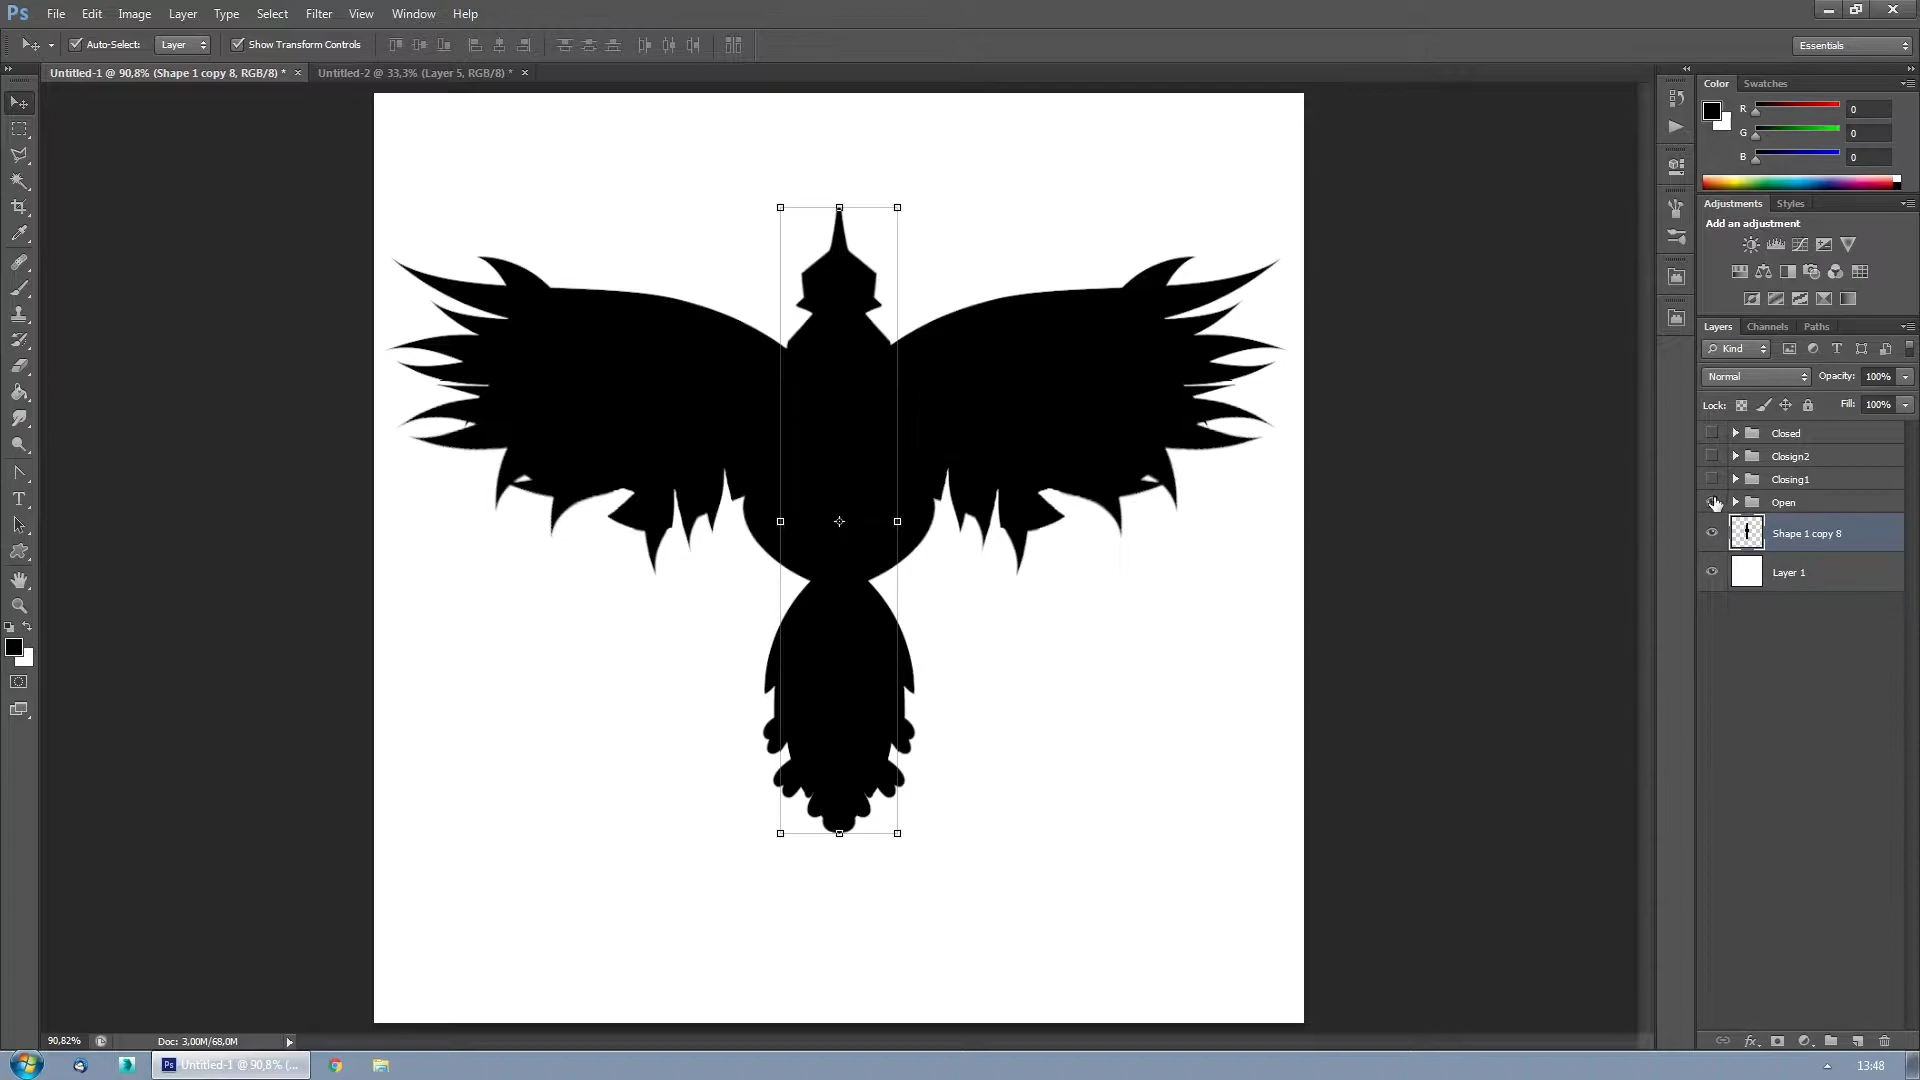 Ps File Edit Image Layer Type Select Filter View Window Help
Auto-Select: Layer Show Transform Controls Essentials
Untitled-1 @ 90,8% (Shape 1 copy 8, RGB/8) * × Untitled-2 @ 33,3% (Layer 5, RGB/8) * ×
Color Swatches
R 0
G 0
B 0
Adjustments Styles
Add an adjustment
Layers Channels Paths
Kind
Normal Opacity: 100%
Lock: Fill: 100%
Closed
Closign2
Closing1
Open
Shape 1 copy 8
Layer 1
T
90,82% Doc: 3,00M/68,0M
fx
Ps Untitled-1 @ 90,8% (... 13:48